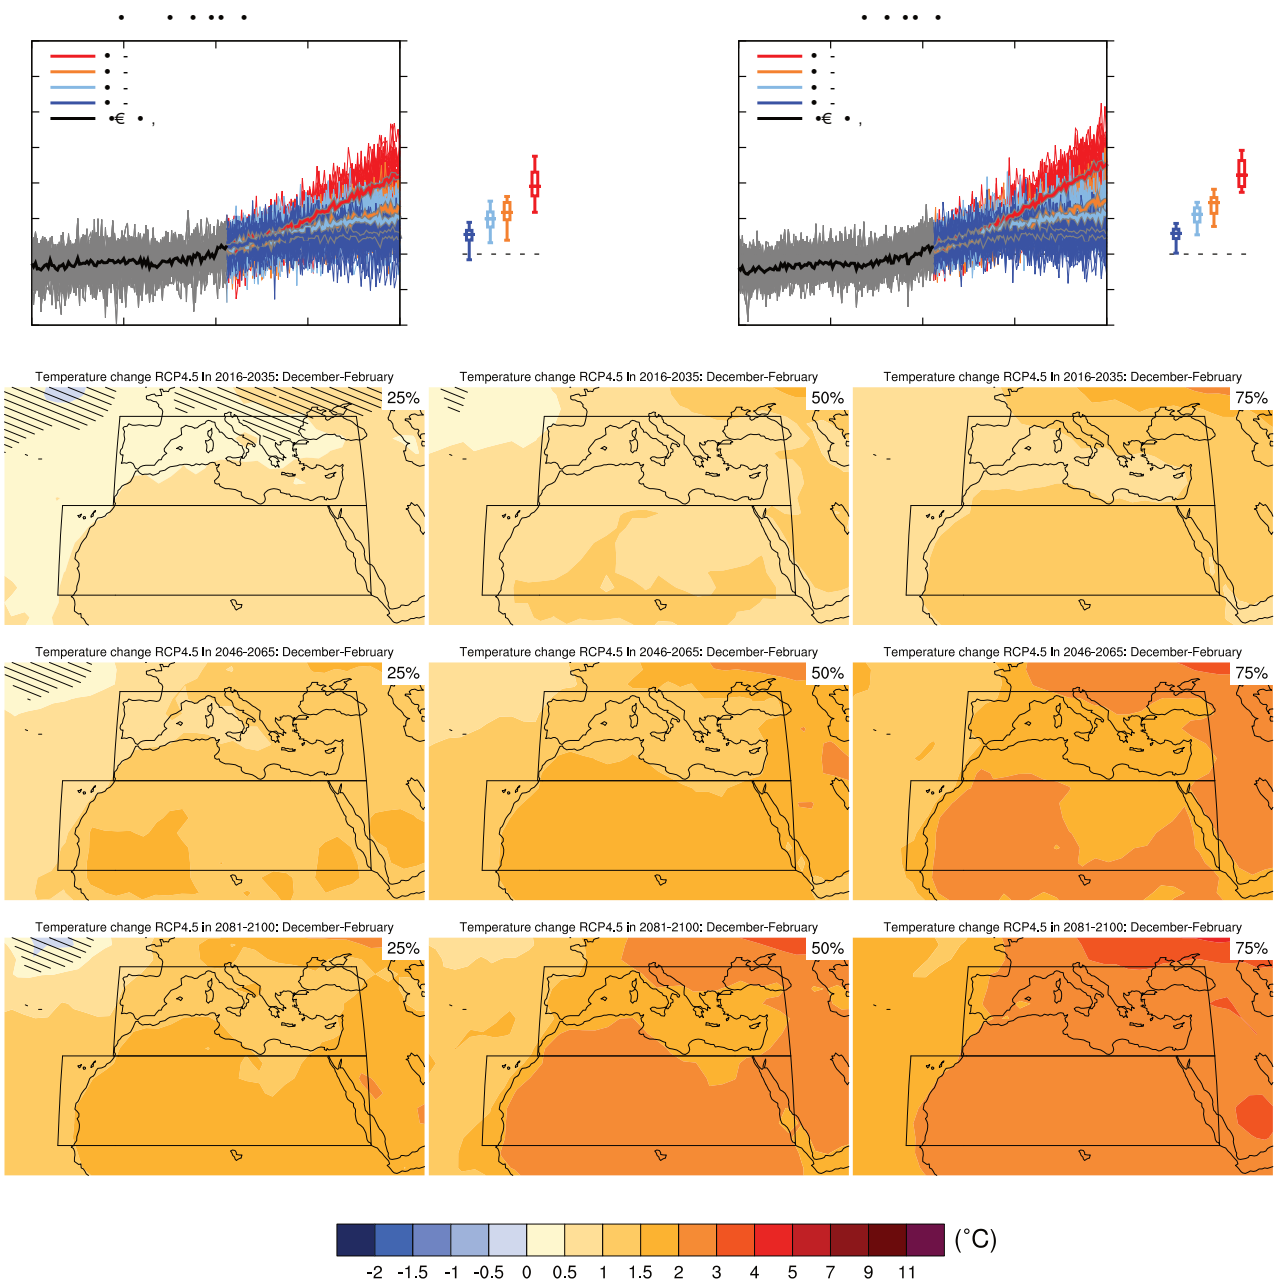 Temperature change RCP4.5 in 2016-2035: December-February
25%
Temperature change RCP4.5 in 2016-2035: December-February
50%
Temperature change RCP4.5 in 2016-2035: December-February
75%
Temperature change RCP4.5 in 2046-2065: December-February
25%
Temperature change RCP4.5 in 2046-2065: December-February
50%
Temperature change RCP4.5 in 2046-2065: December-February
75%
Temperature change RCP4.5 in 2081-2100: December-February
25%
Temperature change RCP4.5 in 2081-2100: December-February
50%
Temperature change RCP4.5 in 2081-2100: December-February
75%
(°C)
-2 -1.5 -1 -0.5 0 0.5 1 1.5 2 3 4 5 7 9 11